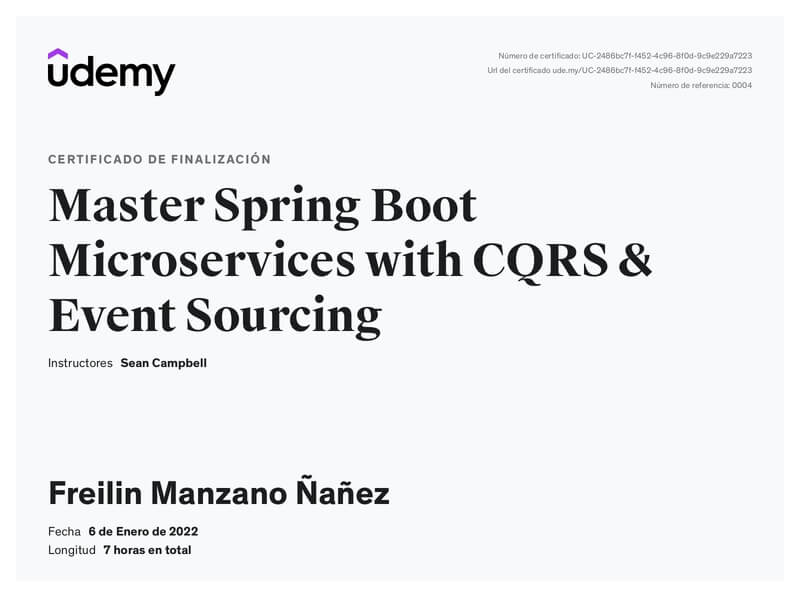 udemy
Número de certificado: UC-2486bc7f-f452-4c96-8f0d-9c9e229a7223
Url del certificado ude.my/UC-2486bc7f-f452-4c96-8f0d-9c9e229a7223
Número de referencia: 0004
CERTIFICADO DE FINALIZACIÓN
Master Spring Boot
Microservices with CQRS &
Event Sourcing
Instructores Sean Campbell
Freilin Manzano Ñañez
Fecha 6 de Enero de 2022
Longitud 7 horas en total